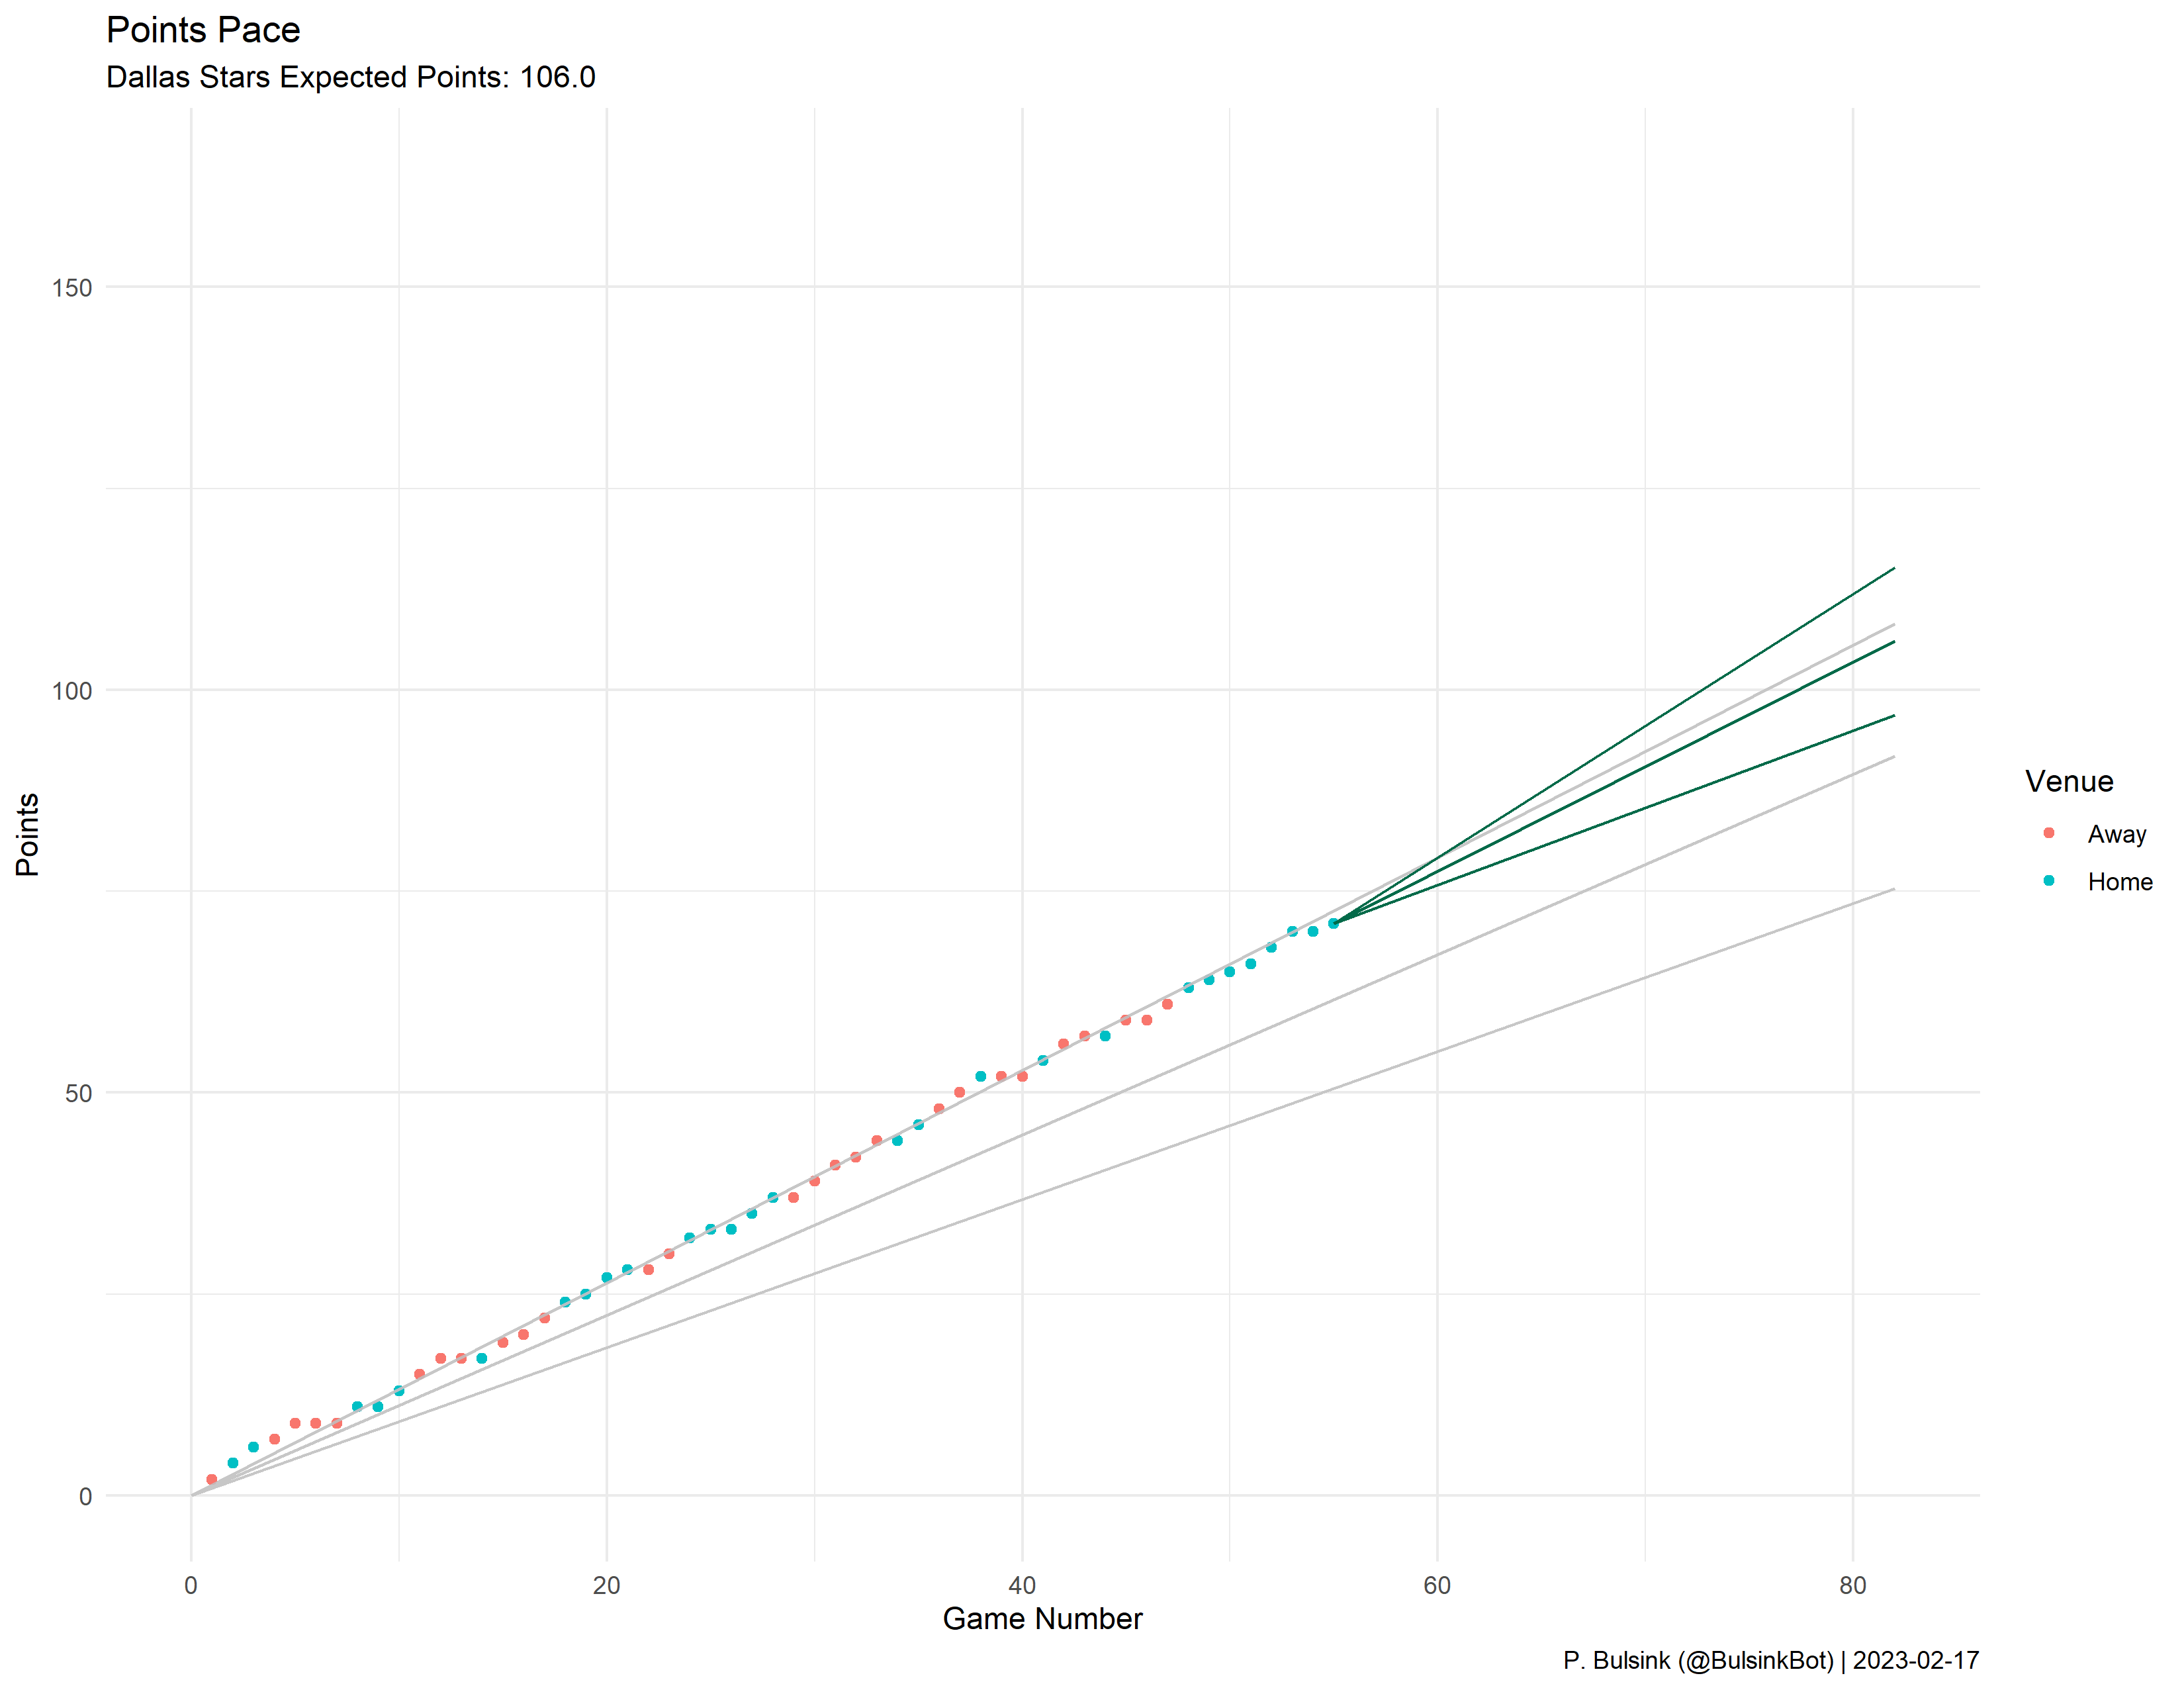 Points Pace
Dallas Stars Expected Points: 106.0
150
100
50
0
Points
0 20 40 60 80
Game Number
Venue
Away
Home
P. Bulsink (@BulsinkBot) | 2023-02-17